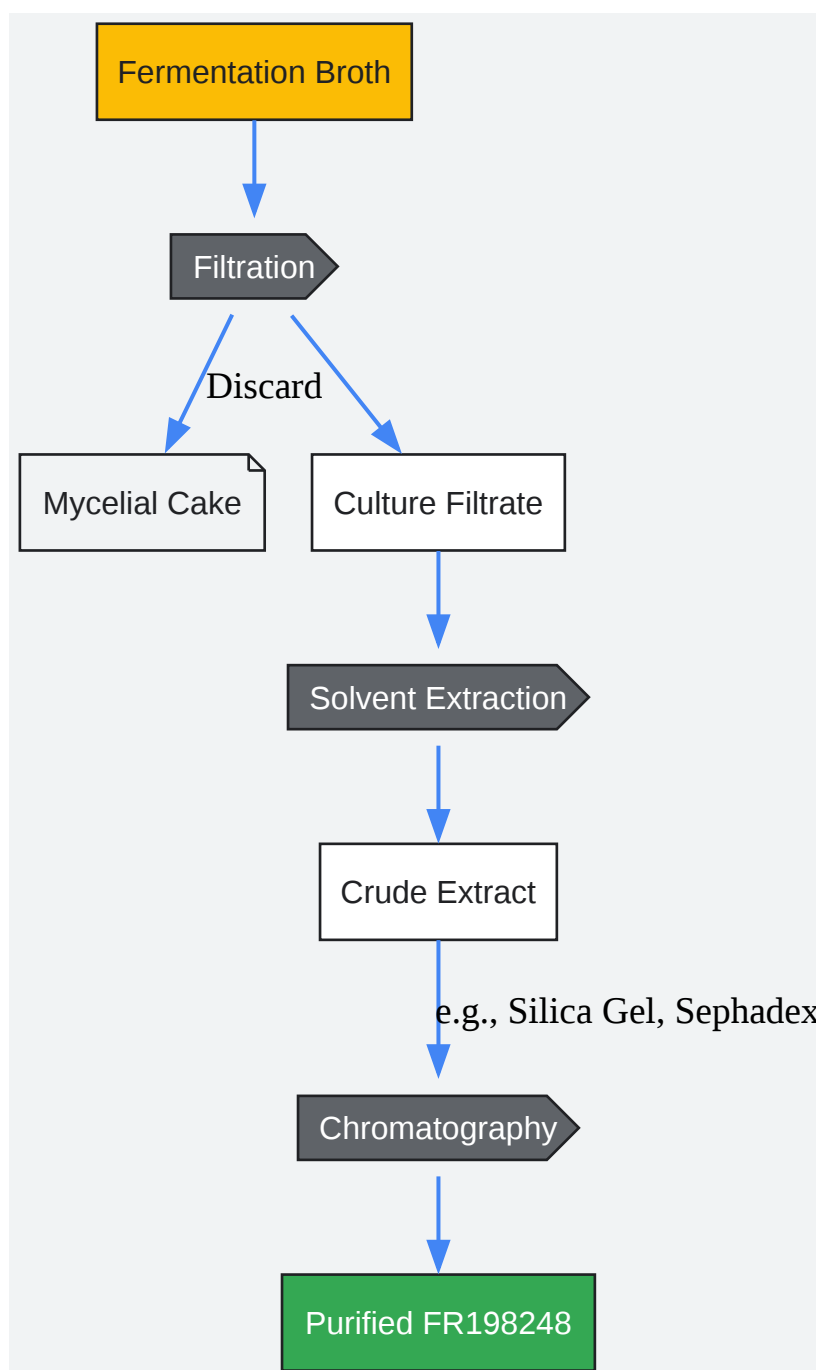 Fermentation Broth
Filtration
Discard
Mycelial Cake
Culture Filtrate
Solvent Extraction
Crude Extract
e.g., Silica Gel, Sephadex
Chromatography
Purified FR198248